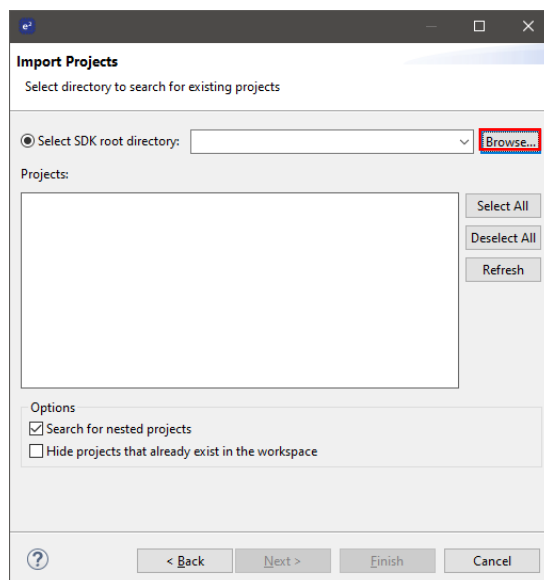 e²
Import Projects
Select directory to search for existing projects
Select SDK root directory:
Browse...
Projects:
Select All
Deselect All
Refresh
Options
Search for nested projects
Hide projects that already exist in the workspace
?
< Back
Next >
Finish
Cancel